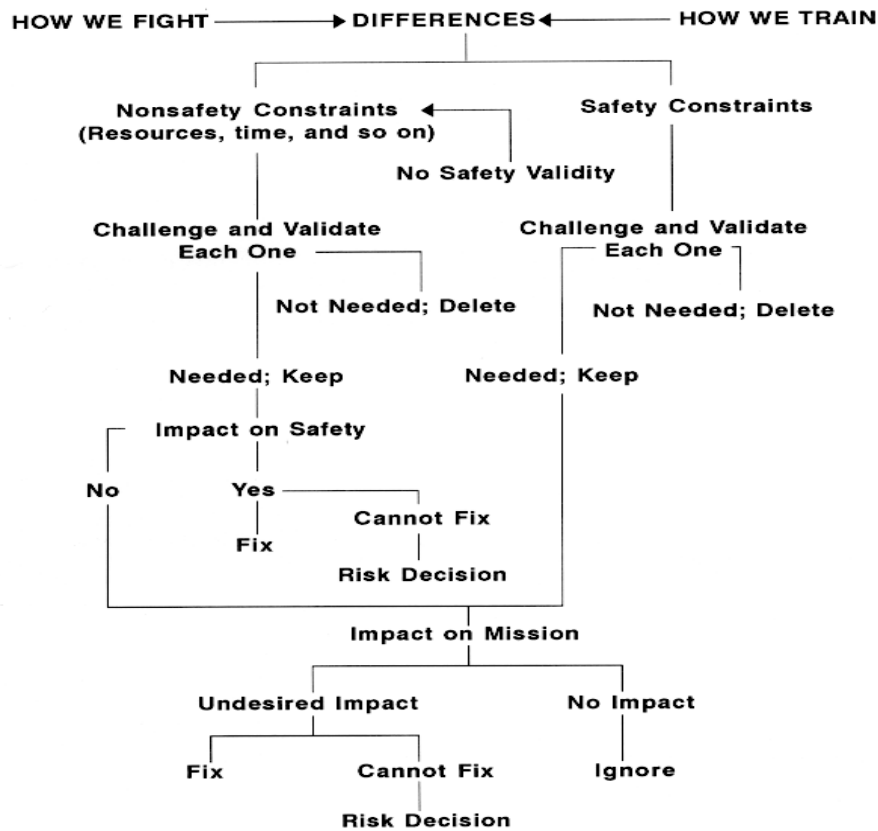 HOW WE FIGHT DIFFERENCES HOW WE TRAIN
Nonsafety Constraints
(Resources, time, and so on)
Safety Constraints
No Safety Validity
Challenge and Validate
Each One
Challenge and Validate
Each One
Not Needed; Delete
Not Needed; Delete
Needed; Keep
Needed; Keep
Impact on Safety
No
Yes
Cannot Fix
Fix
Risk Decision
Impact on Mission
Undesired Impact
No Impact
Fix
Cannot Fix
Ignore
Risk Decision